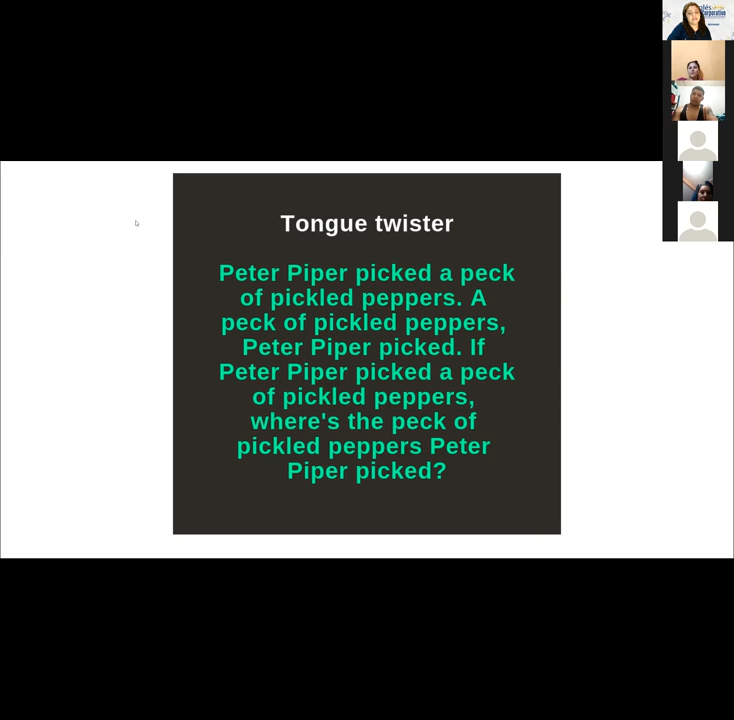 Tongue twister
Peter Piper picked a peck
of pickled peppers. A
peck of pickled peppers,
Peter Piper picked. If
Peter Piper picked a peck
of pickled peppers,
where's the peck of
pickled peppers Peter
Piper picked?